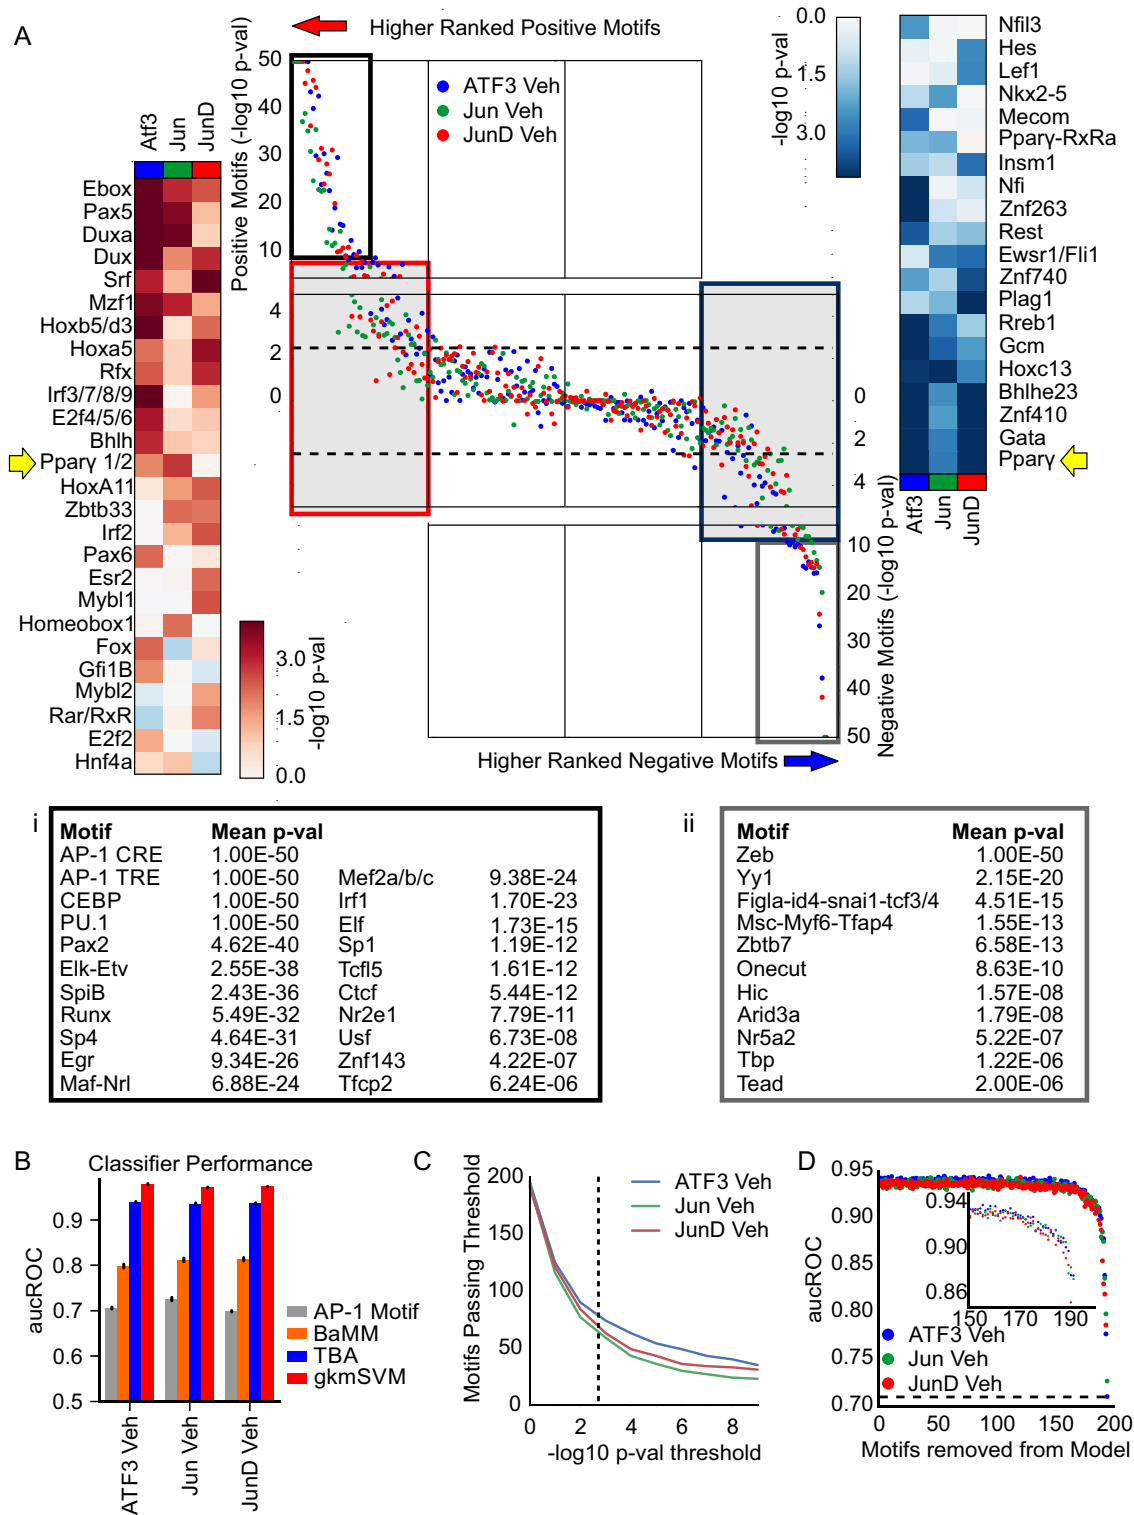 A
Higher Ranked Positive Motifs
Positive Motifs (-log10 p-val)
50
40
30
20
10
4
2
0
ATF3 Veh
Jun Veh
JunD Veh
0
2
4
10
20
30
40
50
Negative Motifs (-log10 p-val)
Higher Ranked Negative Motifs
Atf3
Jun
JunD
Ebox
Pax5
Duxa
Dux
Srf
Mzf1
Hoxb5/d3
Hoxa5
Rfx
Irf3/7/8/9
E2f4/5/6
Bhlh
Pparγ 1/2
HoxA11
Zbtb33
Irf2
Pax6
Esr2
Mybl1
Homeobox1
Fox
Gfi1B
Mybl2
Rar/RxR
E2f2
Hnf4a
3.0
1.5
0.0
-log10 p-val
0.0
1.5
3.0
-log10 p-val
Nfil3
Hes
Lef1
Nkx2-5
Mecom
Pparγ-RxRa
Insm1
Nfi
Znf263
Rest
Ewsr1/Fli1
Znf740
Plag1
Rreb1
Gcm
Hoxc13
Bhlhe23
Znf410
Gata
Pparγ
Atf3
Jun
JunD
i
Motif Mean p-val
AP-1 CRE 1.00E-50
AP-1 TRE 1.00E-50 Mef2a/b/c 9.38E-24
CEBP 1.00E-50 Irf1 1.70E-23
PU.1 1.00E-50 Elf 1.73E-15
Pax2 4.62E-40 Sp1 1.19E-12
Elk-Etv 2.55E-38 Tcfl5 1.61E-12
SpiB 2.43E-36 Ctcf 5.44E-12
Runx 5.49E-32 Nr2e1 7.79E-11
Sp4 4.64E-31 Usf 6.73E-08
Egr 9.34E-26 Znf143 4.22E-07
Maf-Nrl 6.88E-24 Tfcp2 6.24E-06
ii
Motif Mean p-val
Zeb 1.00E-50
Yy1 2.15E-20
Figla-id4-snai1-tcf3/4 4.51E-15
Msc-Myf6-Tfap4 1.55E-13
Zbtb7 6.58E-13
Onecut 8.63E-10
Hic 1.57E-08
Arid3a 1.79E-08
Nr5a2 5.22E-07
Tbp 1.22E-06
Tead 2.00E-06
B
Classifier Performance
aucROC
0.9
0.8
0.7
0.6
0.5
ATF3 Veh
Jun Veh
JunD Veh
AP-1 Motif
BaMM
TBA
gkmSVM
C
Motifs Passing Threshold
200
150
100
50
0
0 2 4 6 8
-log10 p-val threshold
ATF3 Veh
Jun Veh
JunD Veh
D
aucROC
0.95
0.90
0.85
0.80
0.75
0.70
0 50 100 150 200
Motifs removed from Model
0.94
0.90
0.86
150 170 190
ATF3 Veh
Jun Veh
JunD Veh